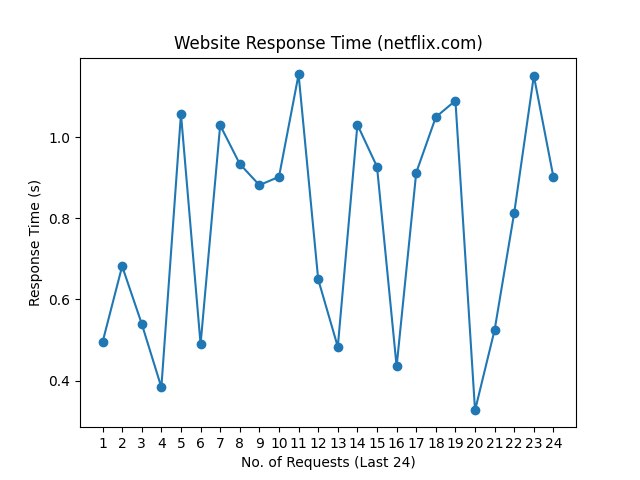 Website Response Time (netflix.com)
Response Time (s)
1.0
0.8
0.6
0.4
1 2 3 4 5 6 7 8 9 10 11 12 13 14 15 16 17 18 19 20 21 22 23 24
No. of Requests (Last 24)